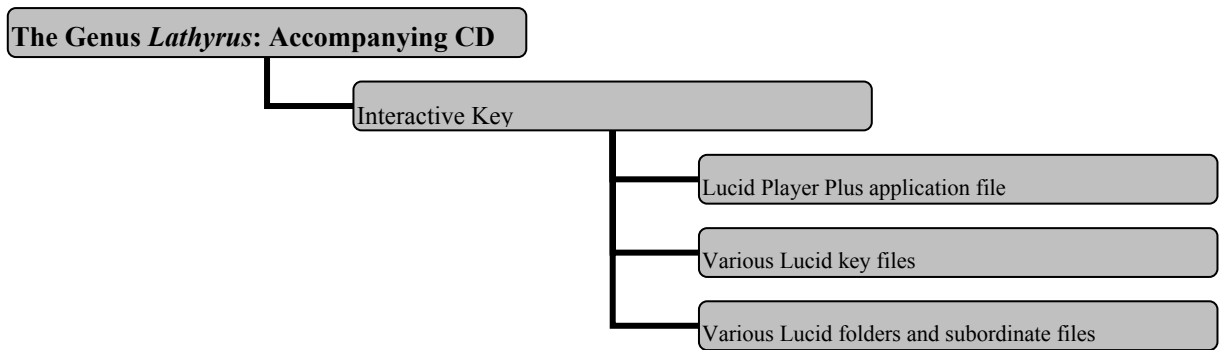 The Genus Lathyrus: Accompanying CD
Interactive Key
Lucid Player Plus application file
Various Lucid key files
Various Lucid folders and subordinate files